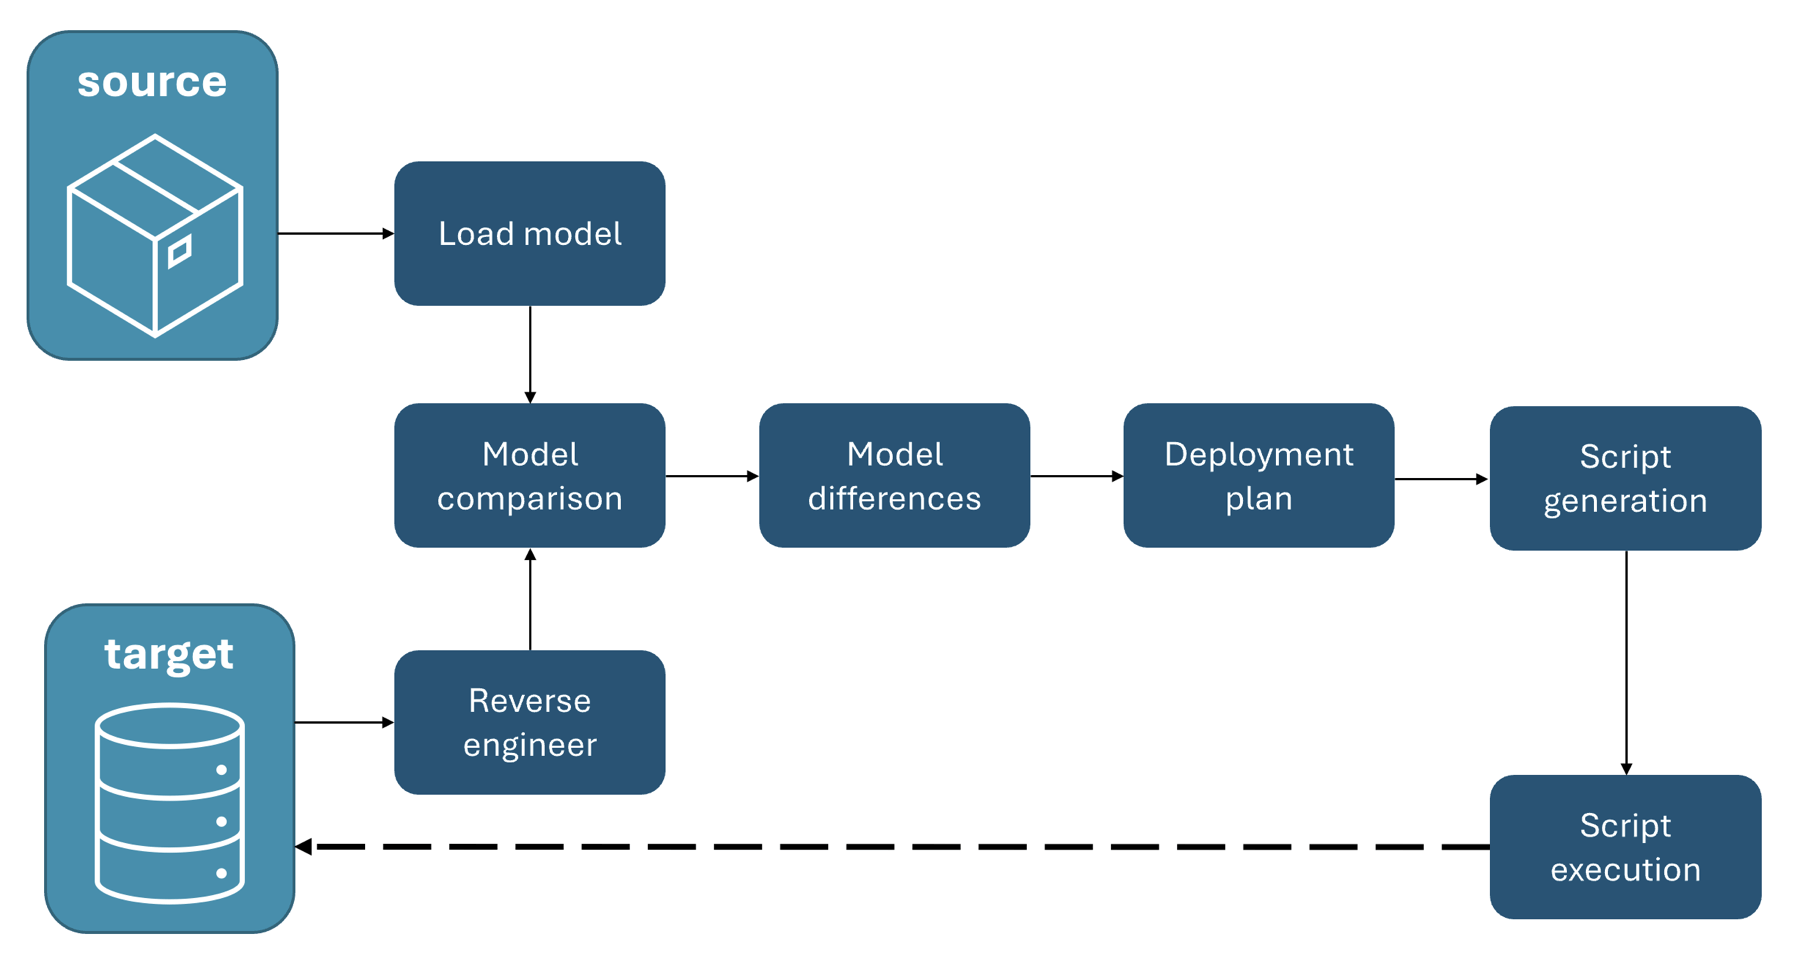 source
Load model
Model
comparison
Model
differences
Deployment
plan
Script
generation
target
Reverse
engineer
Script
execution